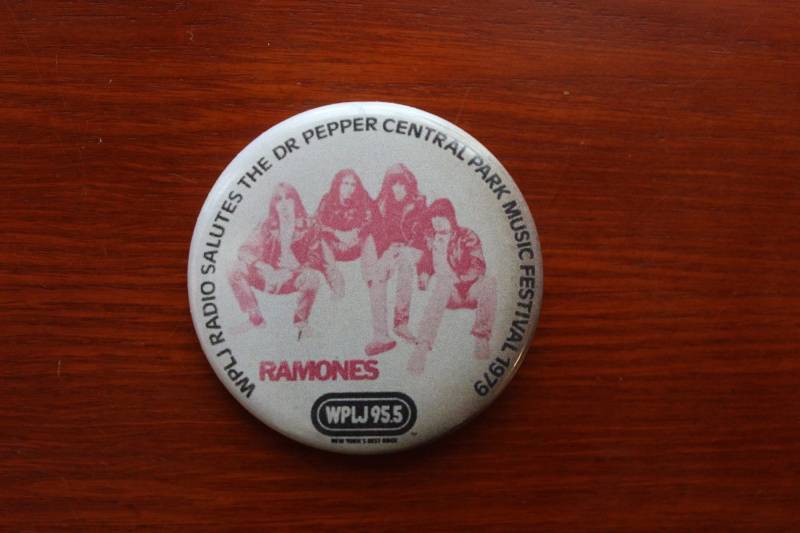 WPLJ RADIO SALUTES THE DR PEPPER CENTRAL PARK MUSIC FESTIVAL 1979
RAMONES
WPLJ 95.5
NEW YORK'S BEST ROCK